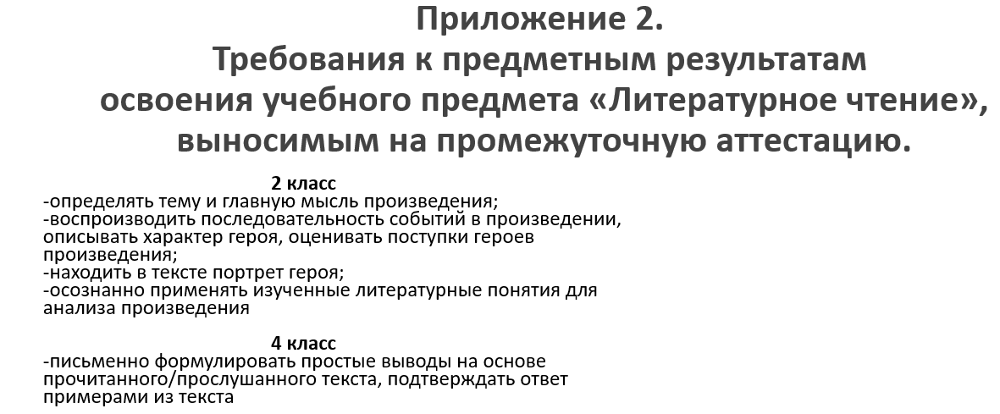 Приложение 2.
Требования к предметным результатам
освоения учебного предмета «Литературное чтение»,
выносимым на промежуточную аттестацию.
2 класс
-определять тему и главную мысль произведения;
-воспроизводить последовательность событий в произведении,
описывать характер героя, оценивать поступки героев
произведения;
-находить в тексте портрет героя;
-осознанно применять изученные литературные понятия для
анализа произведения
4 класс
-письменно формулировать простые выводы на основе
прочитанного/прослушанного текста, подтверждать ответ
примерами из текста